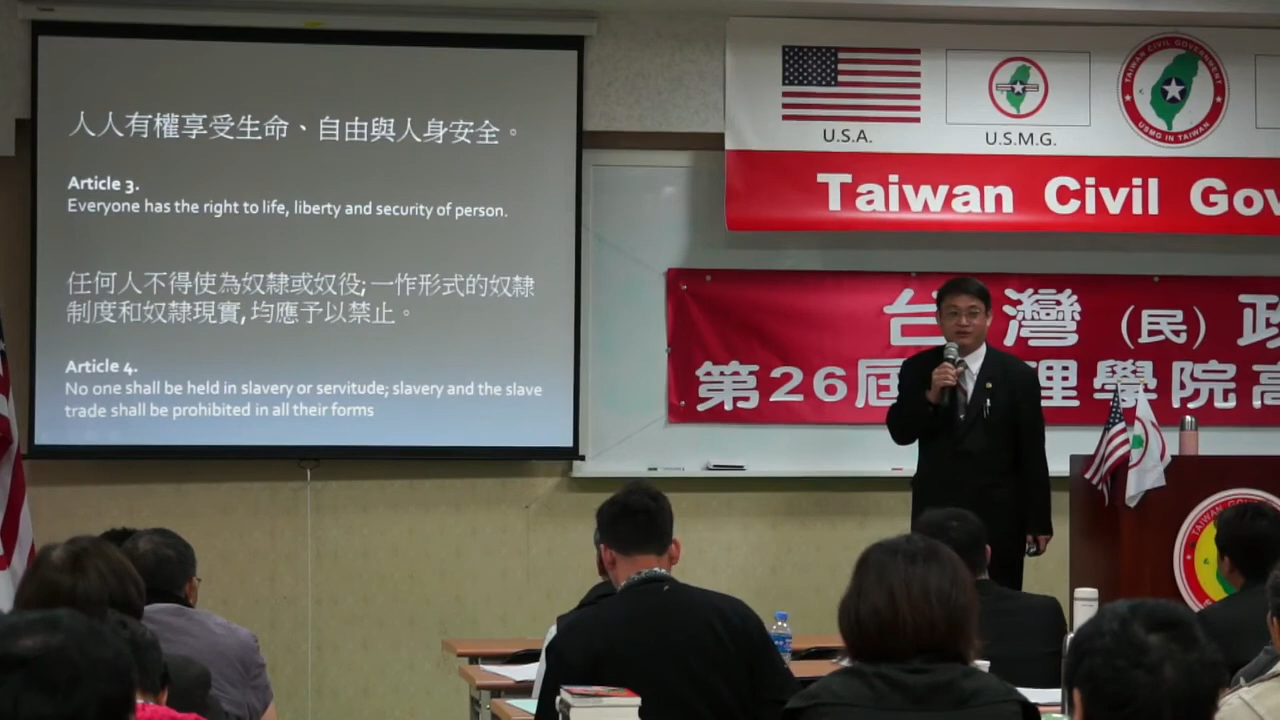 人人有權享受生命、自由與人身安全。
Article 3.
Everyone has the right to life, liberty and security of person.
任何人不得使為奴隸或奴役; 一作形式的奴隸
制度和奴隸現實, 均應予以禁止。
Article 4.
No one shall be held in slavery or servitude; slavery and the slave
trade shall be prohibited in all their forms
U.S.A.
U.S.M.G.
TAIWAN CIVIL GOVERNMENT
USMG IN TAIWAN
Taiwan Civil Gov
台灣（民）政
第26屆 理學院高